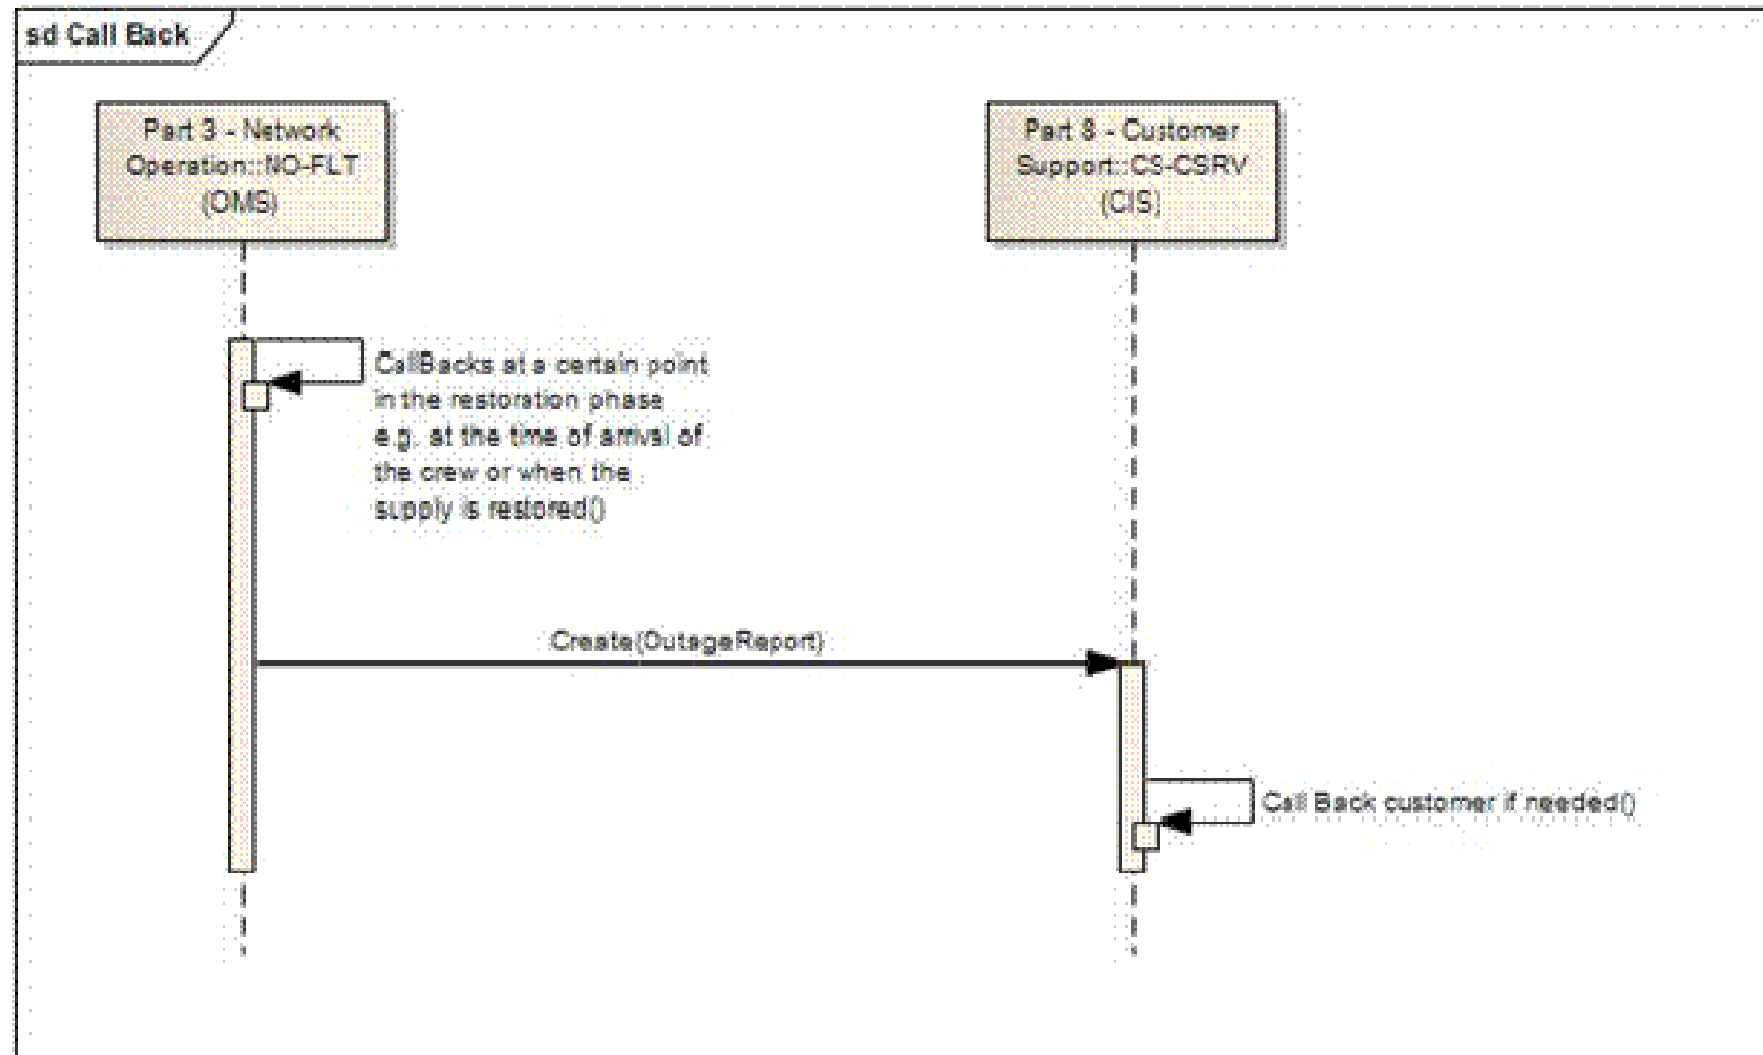 sd Call Back
Part 3 - Network
Operation::NO-FLT
(OMS)
Part 8 - Customer
Support::CS-CSRV
(CIS)
CallBacks at a certain point
in the restoration phase
e.g. at the time of arrival of
the crew or when the
supply is restored()
Create(OutageReport)
Call Back customer if needed()